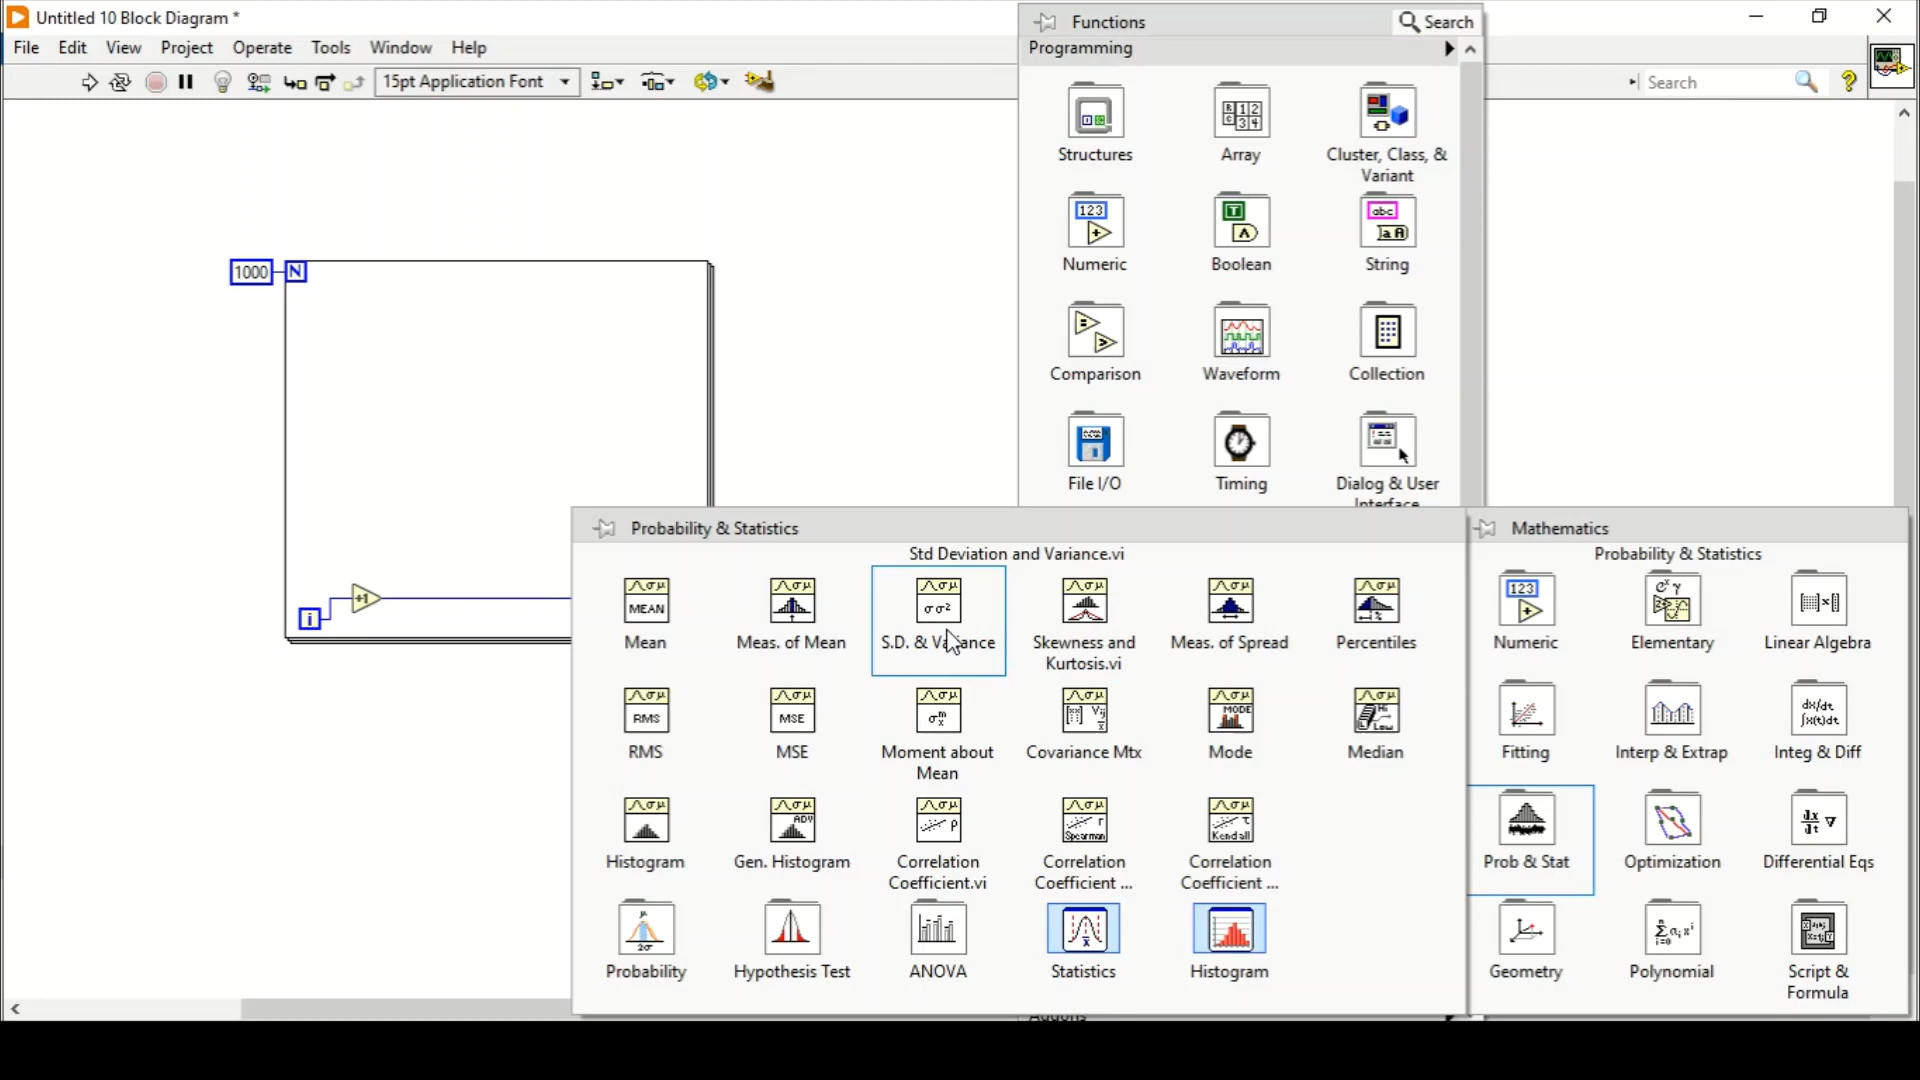 Untitled 10 Block Diagram *
File Edit View Project Operate Tools Window Help
15pt Application Font
Search
Functions
Search
Programming
Structures
Array
Cluster, Class, &
Variant
Numeric
Boolean
String
Comparison
Waveform
Collection
File I/O
Timing
Dialog & User
Interface
1000
N
i
+1
Probability & Statistics
Std Deviation and Variance.vi
Mean
Meas. of Mean
S.D. & Variance
Skewness and
Kurtosis.vi
Meas. of Spread
Percentiles
RMS
MSE
Moment about
Mean
Covariance Mtx
Mode
Median
Histogram
Gen. Histogram
Correlation
Coefficient.vi
Correlation
Coefficient ...
Correlation
Coefficient ...
Probability
Hypothesis Test
ANOVA
Statistics
Histogram
Mathematics
Probability & Statistics
Numeric
Elementary
Linear Algebra
Fitting
Interp & Extrap
Integ & Diff
Prob & Stat
Optimization
Differential Eqs
Geometry
Polynomial
Script &
Formula
Addons